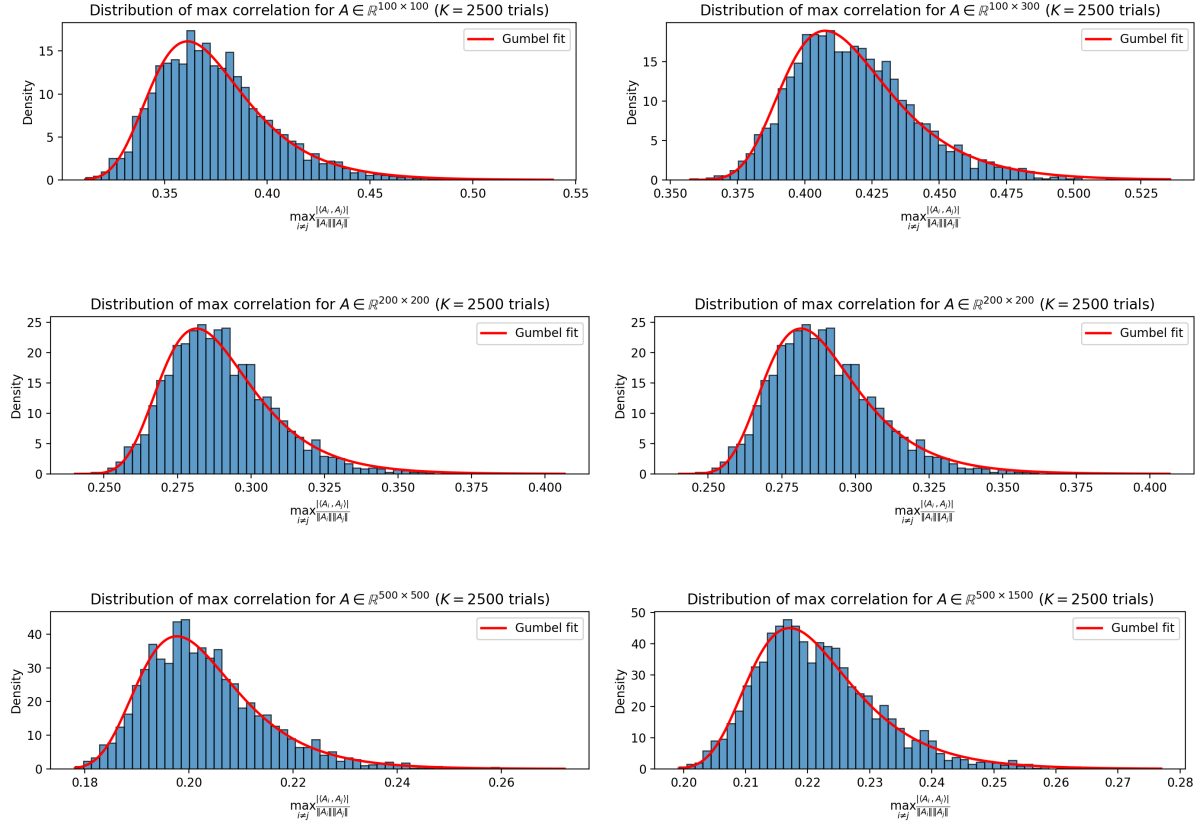 Distribution of max correlation for A ∈ ℝ^{100 × 100} (K = 2500 trials)
Gumbel fit
Density
15
10
5
0
0.35 0.40 0.45 0.50 0.55
max_{i≠j} |⟨A_i, A_j⟩| / ‖A_i‖‖A_j‖
Distribution of max correlation for A ∈ ℝ^{100 × 300} (K = 2500 trials)
Gumbel fit
Density
15
10
5
0
0.350 0.375 0.400 0.425 0.450 0.475 0.500 0.525
max_{i≠j} |⟨A_i, A_j⟩| / ‖A_i‖‖A_j‖
Distribution of max correlation for A ∈ ℝ^{200 × 200} (K = 2500 trials)
Gumbel fit
Density
25
20
15
10
5
0
0.250 0.275 0.300 0.325 0.350 0.375 0.400
max_{i≠j} |⟨A_i, A_j⟩| / ‖A_i‖‖A_j‖
Distribution of max correlation for A ∈ ℝ^{200 × 200} (K = 2500 trials)
Gumbel fit
Density
25
20
15
10
5
0
0.250 0.275 0.300 0.325 0.350 0.375 0.400
max_{i≠j} |⟨A_i, A_j⟩| / ‖A_i‖‖A_j‖
Distribution of max correlation for A ∈ ℝ^{500 × 500} (K = 2500 trials)
Gumbel fit
Density
40
30
20
10
0
0.18 0.20 0.22 0.24 0.26
max_{i≠j} |⟨A_i, A_j⟩| / ‖A_i‖‖A_j‖
Distribution of max correlation for A ∈ ℝ^{500 × 1500} (K = 2500 trials)
Gumbel fit
Density
50
40
30
20
10
0
0.20 0.21 0.22 0.23 0.24 0.25 0.26 0.27 0.28
max_{i≠j} |⟨A_i, A_j⟩| / ‖A_i‖‖A_j‖